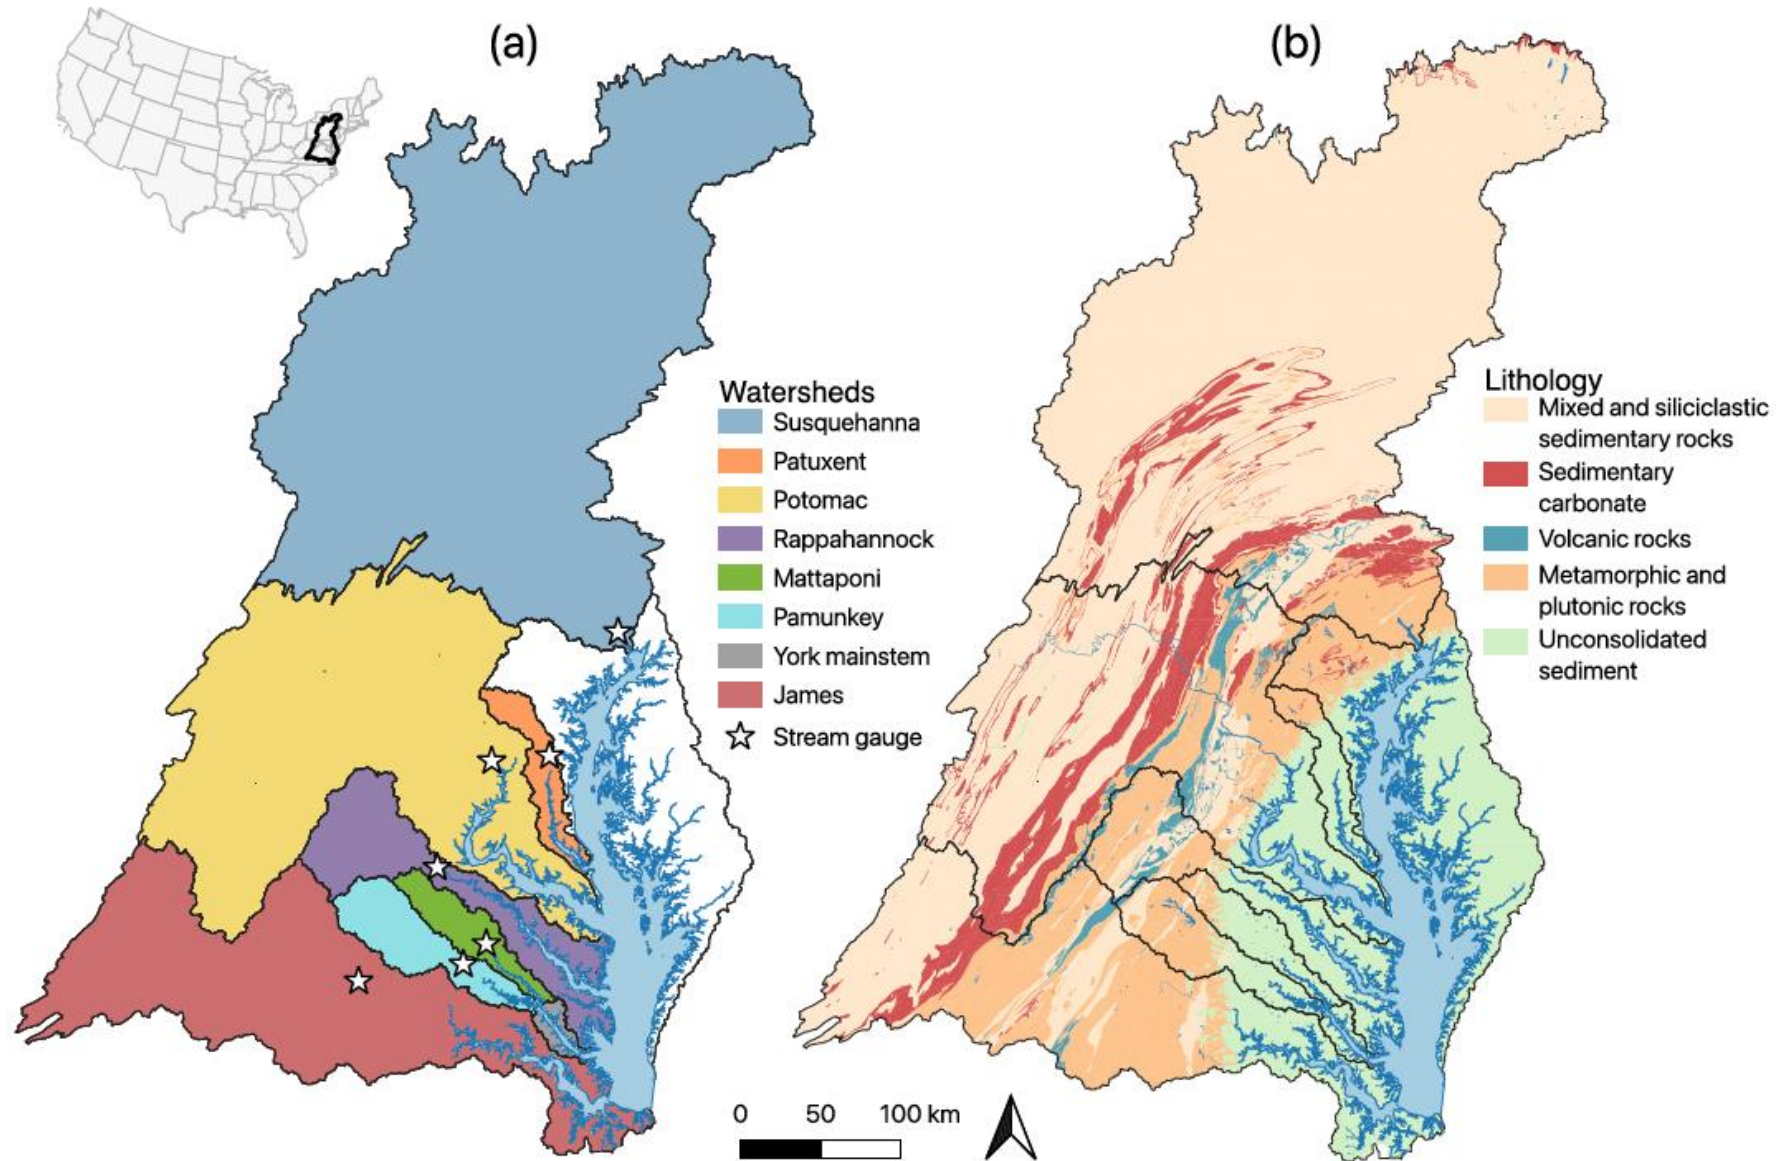 (a)
(b)
Watersheds
Susquehanna
Patuxent
Potomac
Rappahannock
Mattaponi
Pamunkey
York mainstem
James
Stream gauge
Lithology
Mixed and siliciclastic
sedimentary rocks
Sedimentary
carbonate
Volcanic rocks
Metamorphic and
plutonic rocks
Unconsolidated
sediment
0 50 100 km